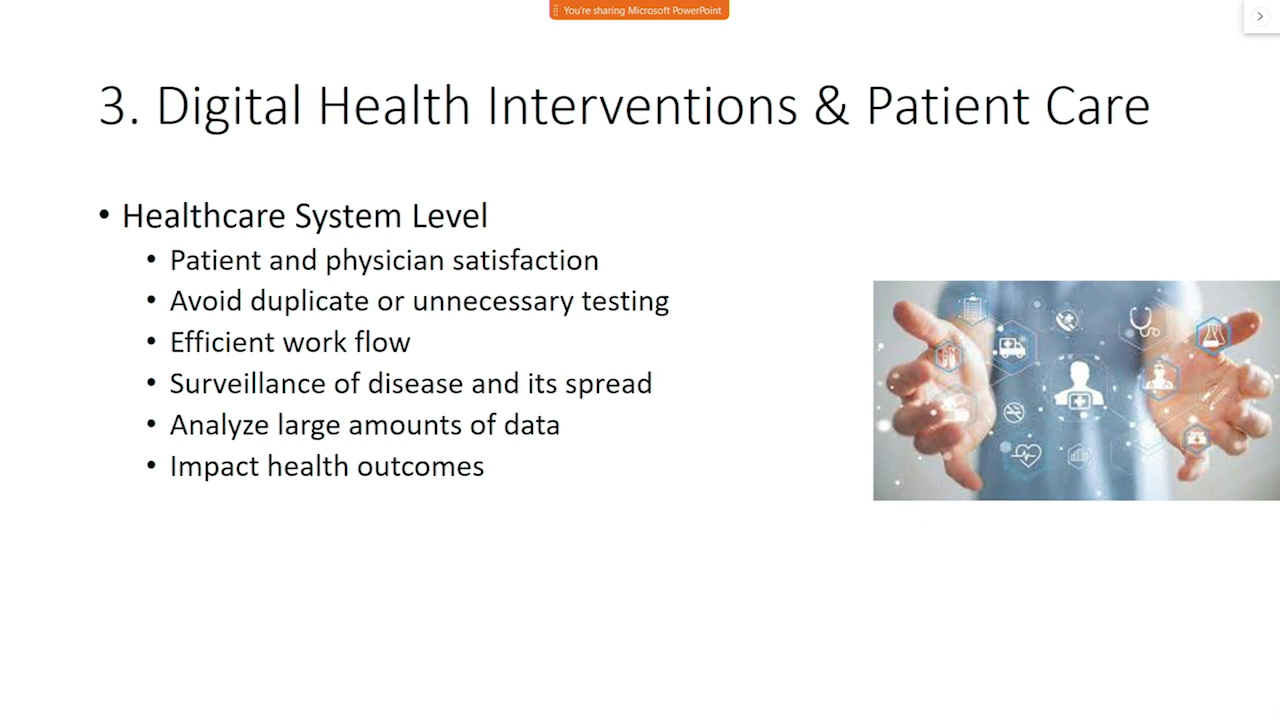 You're sharing Microsoft PowerPoint
3. Digital Health Interventions & Patient Care
• Healthcare System Level
• Patient and physician satisfaction
• Avoid duplicate or unnecessary testing
• Efficient work flow
• Surveillance of disease and its spread
• Analyze large amounts of data
• Impact health outcomes